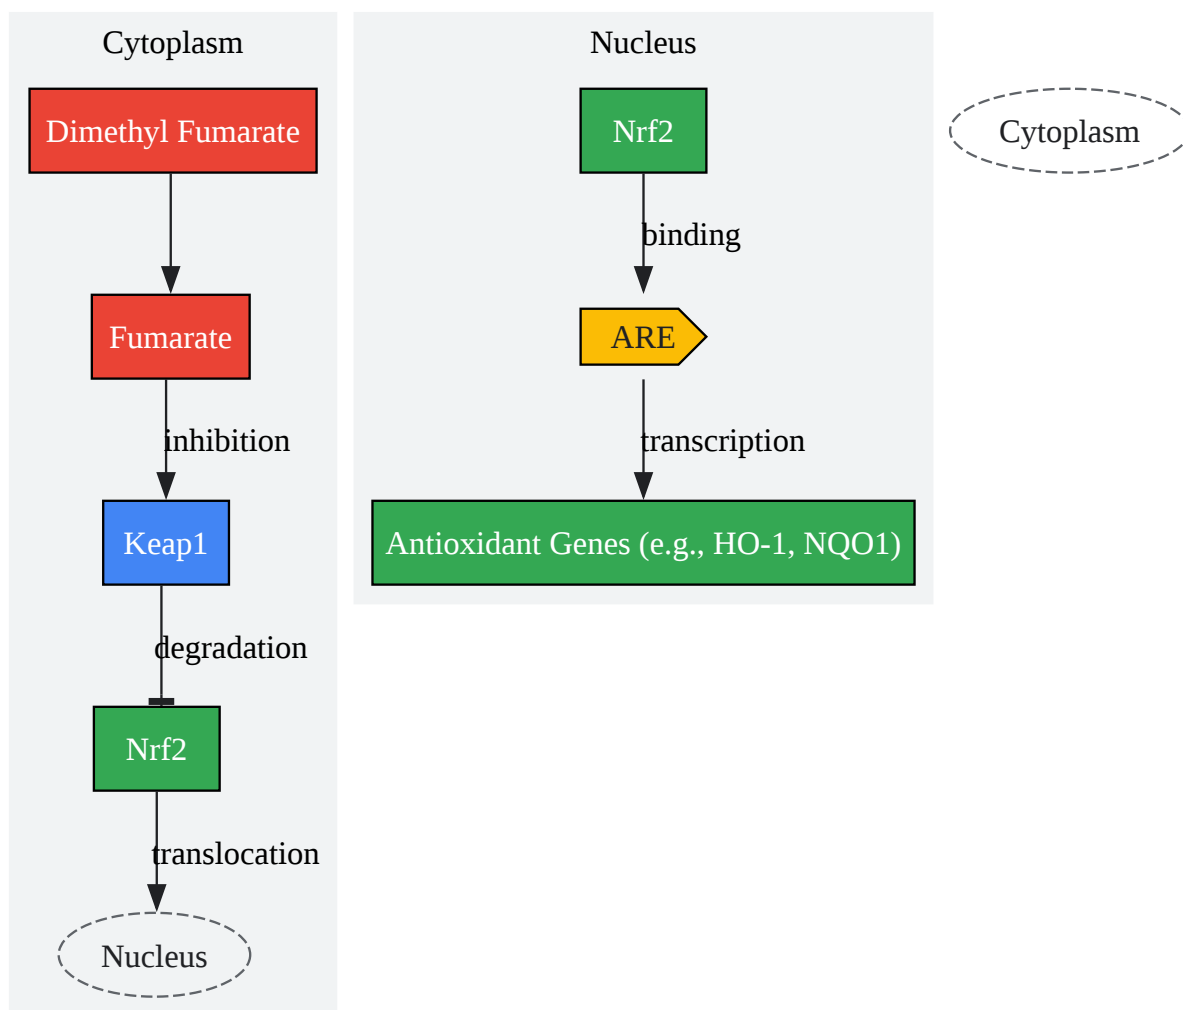 Cytoplasm
Dimethyl Fumarate
Fumarate
inhibition
Keap1
degradation
Nrf2
translocation
Nucleus
Nucleus
Nrf2
binding
ARE
transcription
Antioxidant Genes (e.g., HO-1, NQO1)
Cytoplasm